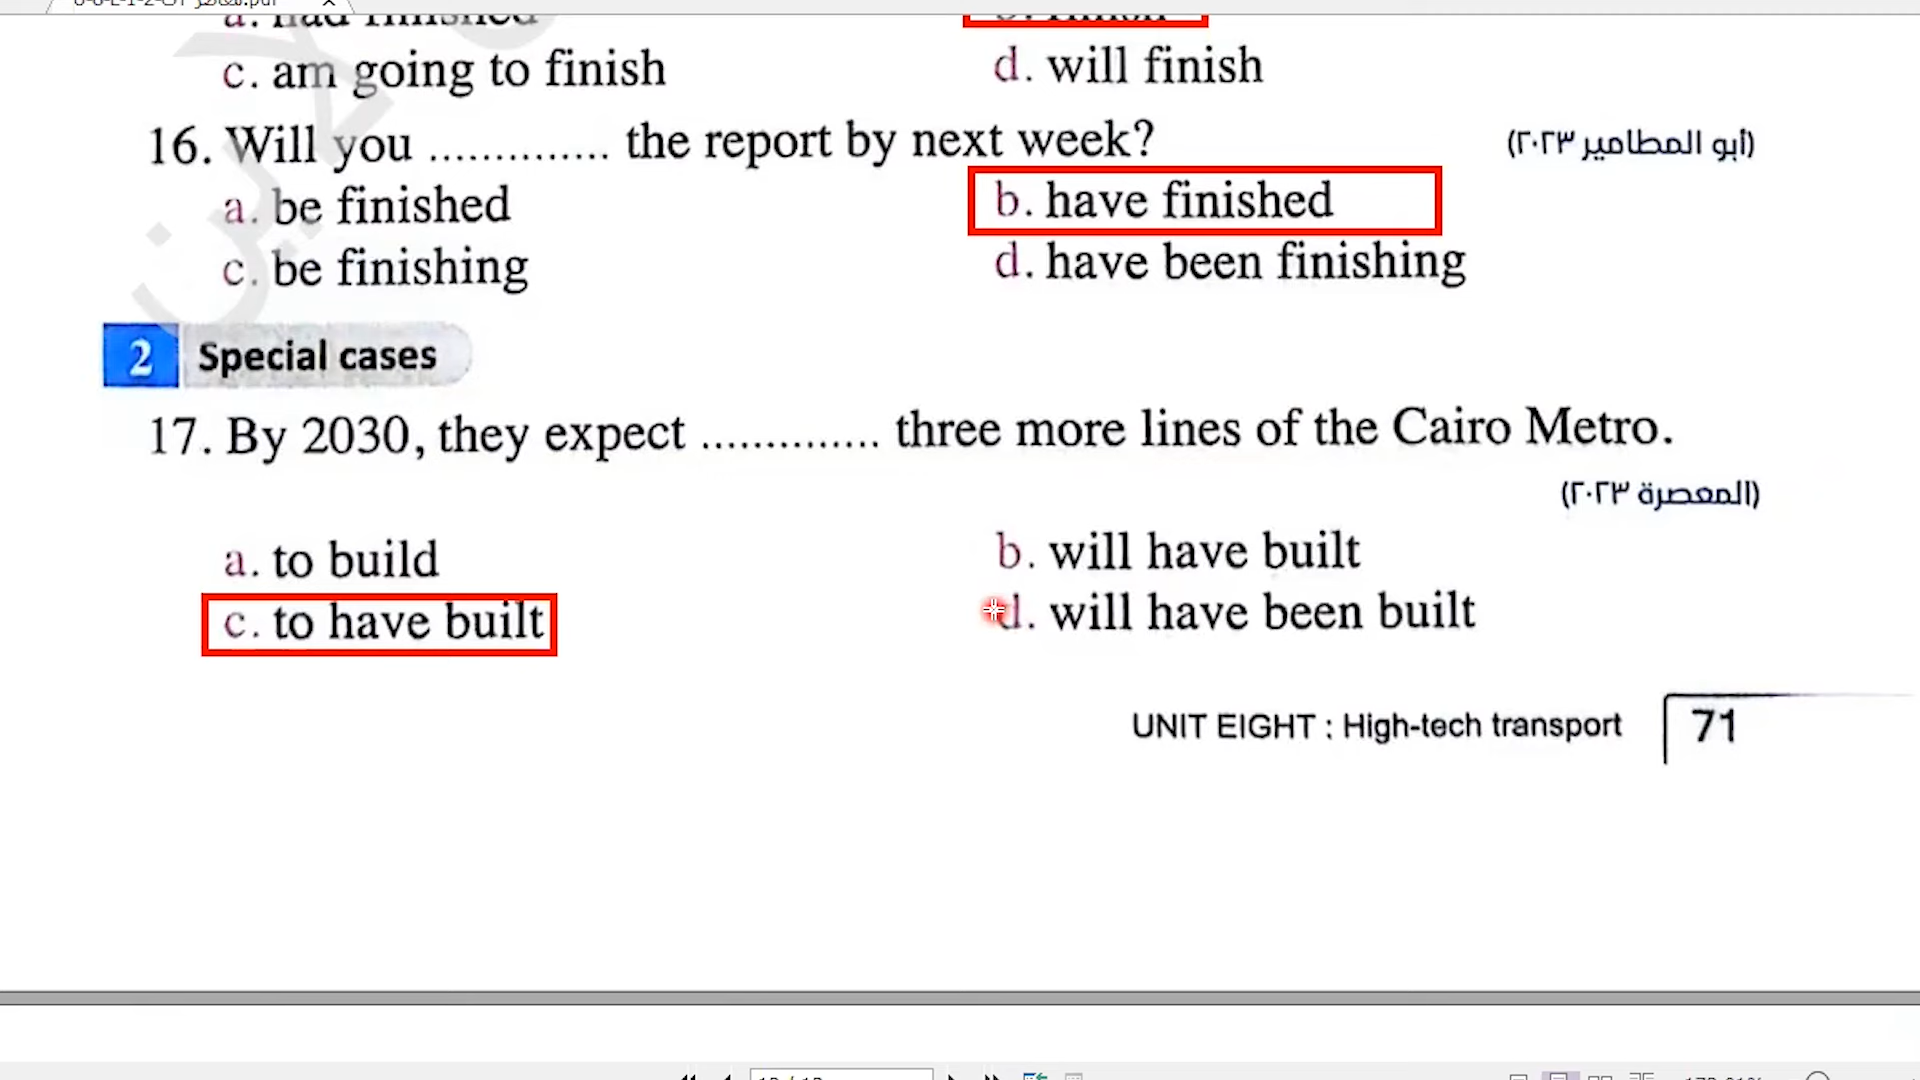 a. had finished
c. am going to finish
d. will finish
16. Will you .............. the report by next week?
(أبو المطامير ٢٠٢٣)
a. be finished
b. have finished
c. be finishing
d. have been finishing
2 Special cases
17. By 2030, they expect .............. three more lines of the Cairo Metro.
(المعصرة ٢٠٢٣)
a. to build
b. will have built
c. to have built
d. will have been built
UNIT EIGHT : High-tech transport 71